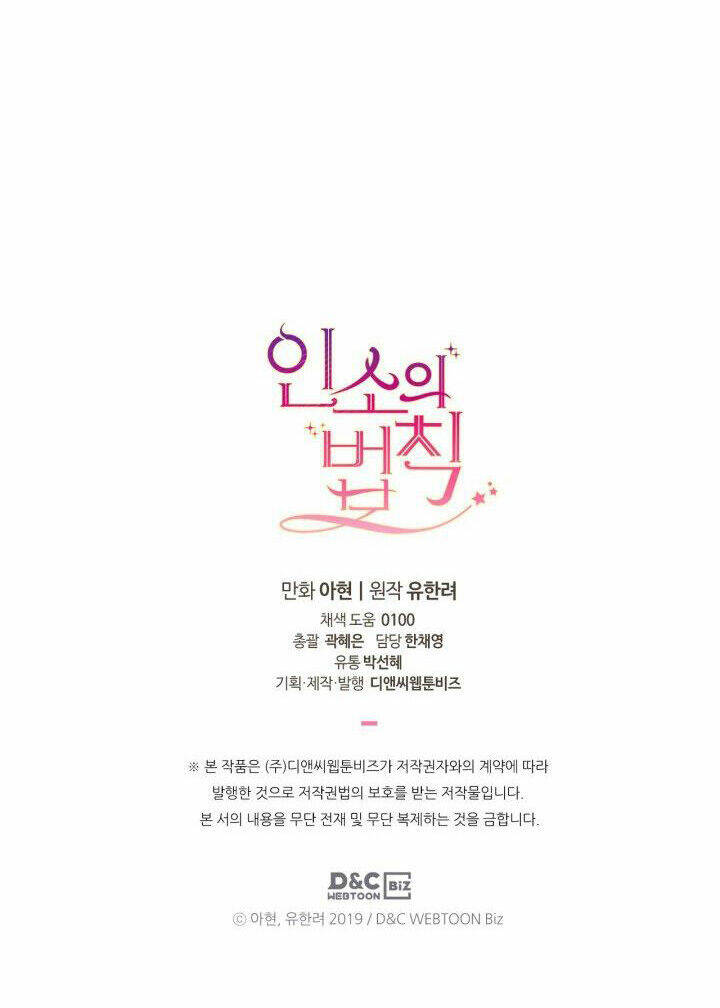 인소의
법칙
만화 아현 | 원작 유한려
채색 도움 0100
총괄 곽혜은 담당 한채영
유통 박선혜
기획·제작·발행 디앤씨웹툰비즈
※ 본 작품은 (주)디앤씨웹툰비즈가 저작권자와의 계약에 따라
발행한 것으로 저작권법의 보호를 받는 저작물입니다.
본 서의 내용을 무단 전재 및 무단 복제하는 것을 금합니다.
D&C BiZ
WEBTOON
ⓒ 아현, 유한려 2019 / D&C WEBTOON Biz